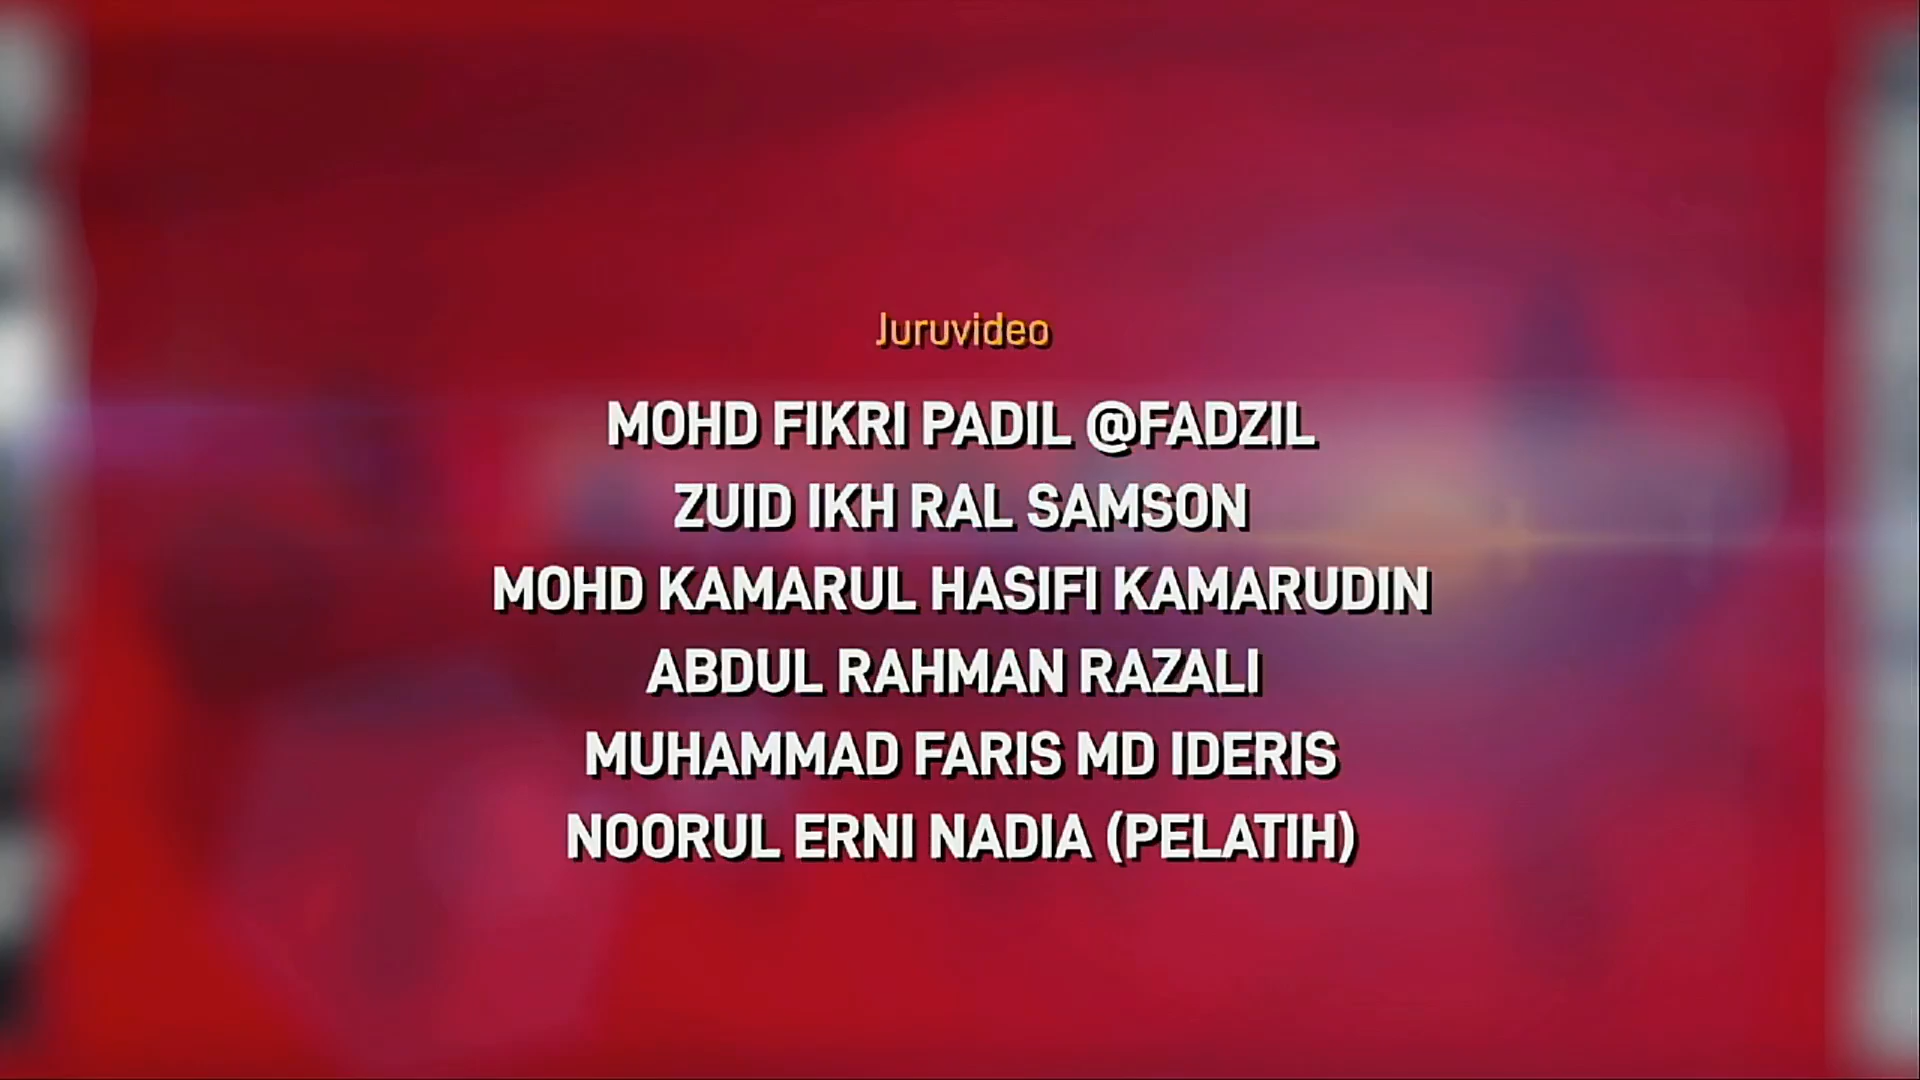 Juruvideo
MOHD FIKRI PADIL @FADZIL
ZUID IKH RAL SAMSON
MOHD KAMARUL HASIFI KAMARUDIN
ABDUL RAHMAN RAZALI
MUHAMMAD FARIS MD IDERIS
NOORUL ERNI NADIA (PELATIH)